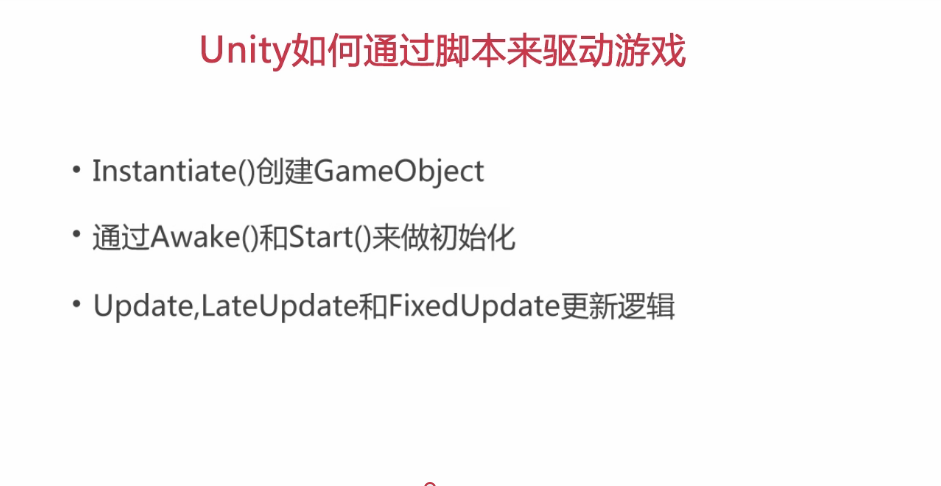 Unity如何通过脚本来驱动游戏
• Instantiate()创建GameObject
• 通过Awake()和Start()来做初始化
• Update,LateUpdate和FixedUpdate更新逻辑